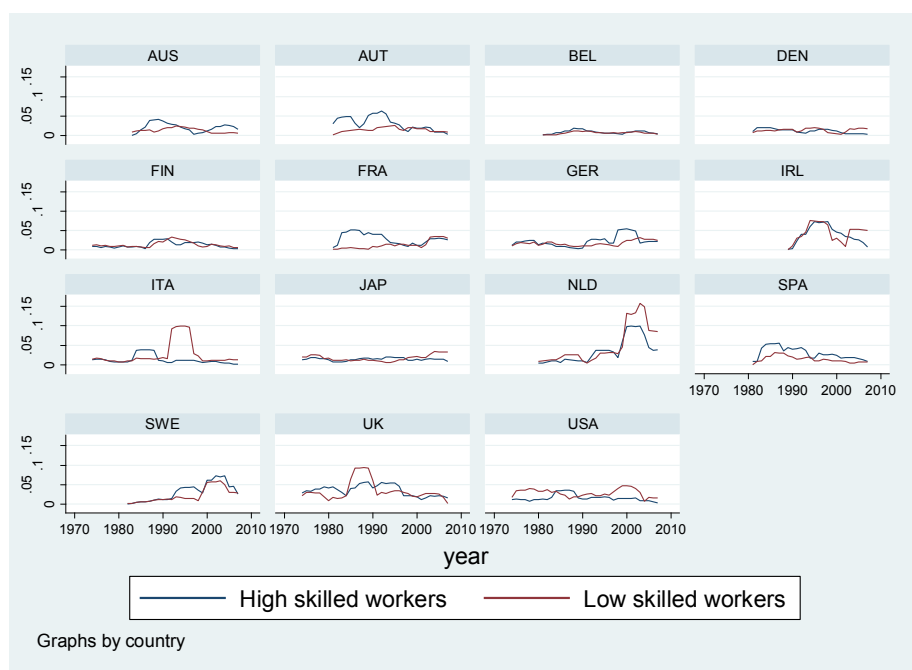 AUS AUT BEL DEN
0 .05 .1 .15
FIN FRA GER IRL
0 .05 .1 .15
ITA JAP NLD SPA
0 .05 .1 .15
1970 1980 1990 2000 2010
SWE UK USA
0 .05 .1 .15
1970 1980 1990 2000 2010 1970 1980 1990 2000 2010 1970 1980 1990 2000 2010
year
High skilled workers Low skilled workers
Graphs by country